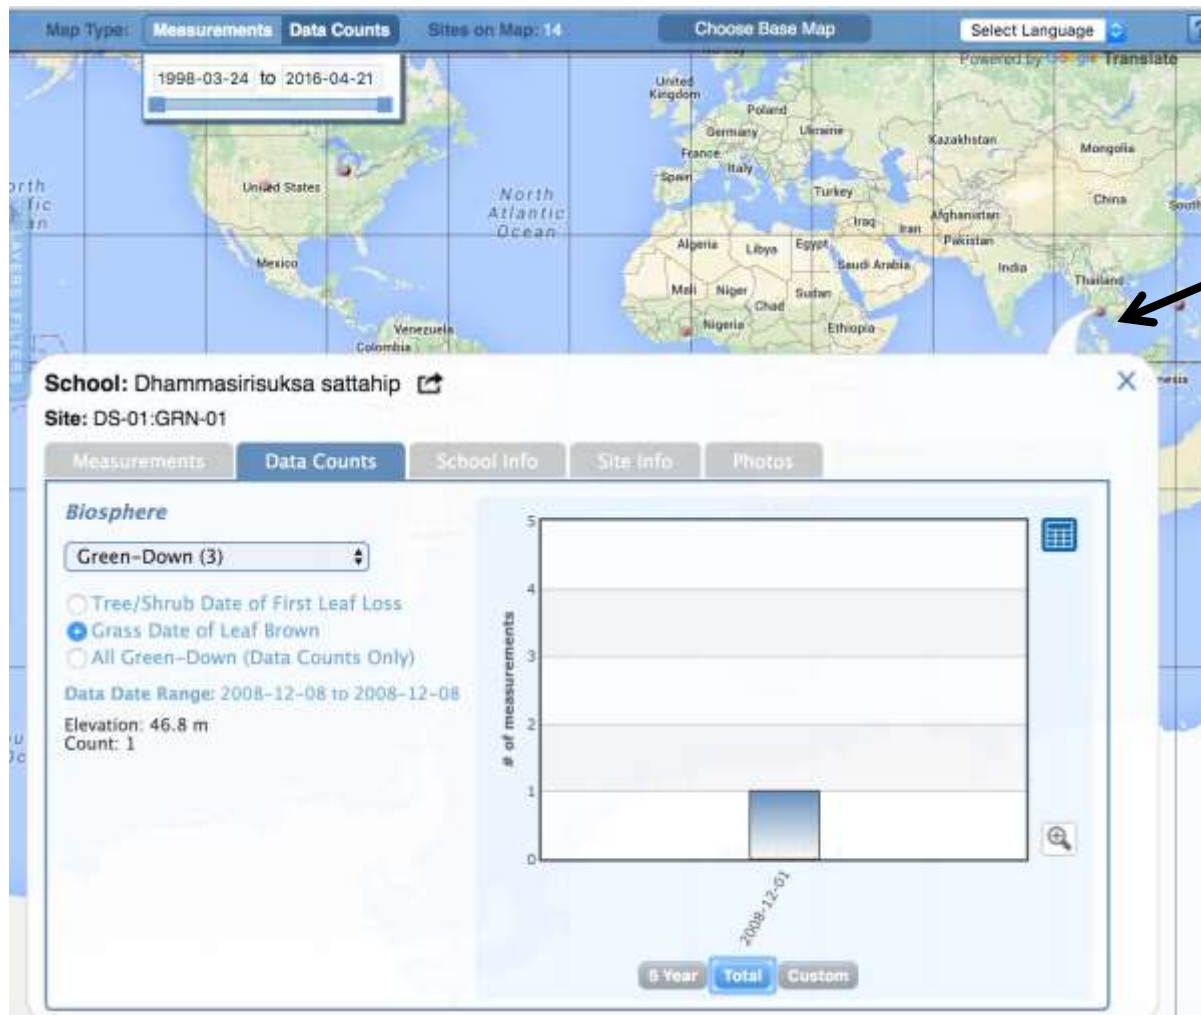 Map Type: Measurements Data Counts Sites on Map: 14 Choose Base Map Select Language ?
Powered by Google Translate
1998-03-24 to 2016-04-21
United
Kingdom
Poland
Germany
Ukraine
France
Italy
Spain
Turkey
Kazakhstan
Mongolia
China
South
Afghanistan
Iraq
Iran
Pakistan
United States
North
Atlantic
Ocean
Algeria
Libya
Egypt
Saudi Arabia
India
Thailand
Mexico
Mali
Niger
Chad
Sudan
Nigeria
Ethiopia
Venezuela
Colombia
School: Dhammasirisuksa sattahip
Site: DS-01:GRN-01
Measurements Data Counts School Info Site Info Photos
Biosphere
Green-Down (3)
Tree/Shrub Date of First Leaf Loss
Grass Date of Leaf Brown
All Green-Down (Data Counts Only)
Data Date Range: 2008-12-08 to 2008-12-08
Elevation: 46.8 m
Count: 1
# of measurements
5
4
3
2
1
0
2008-12-01
Total Custom